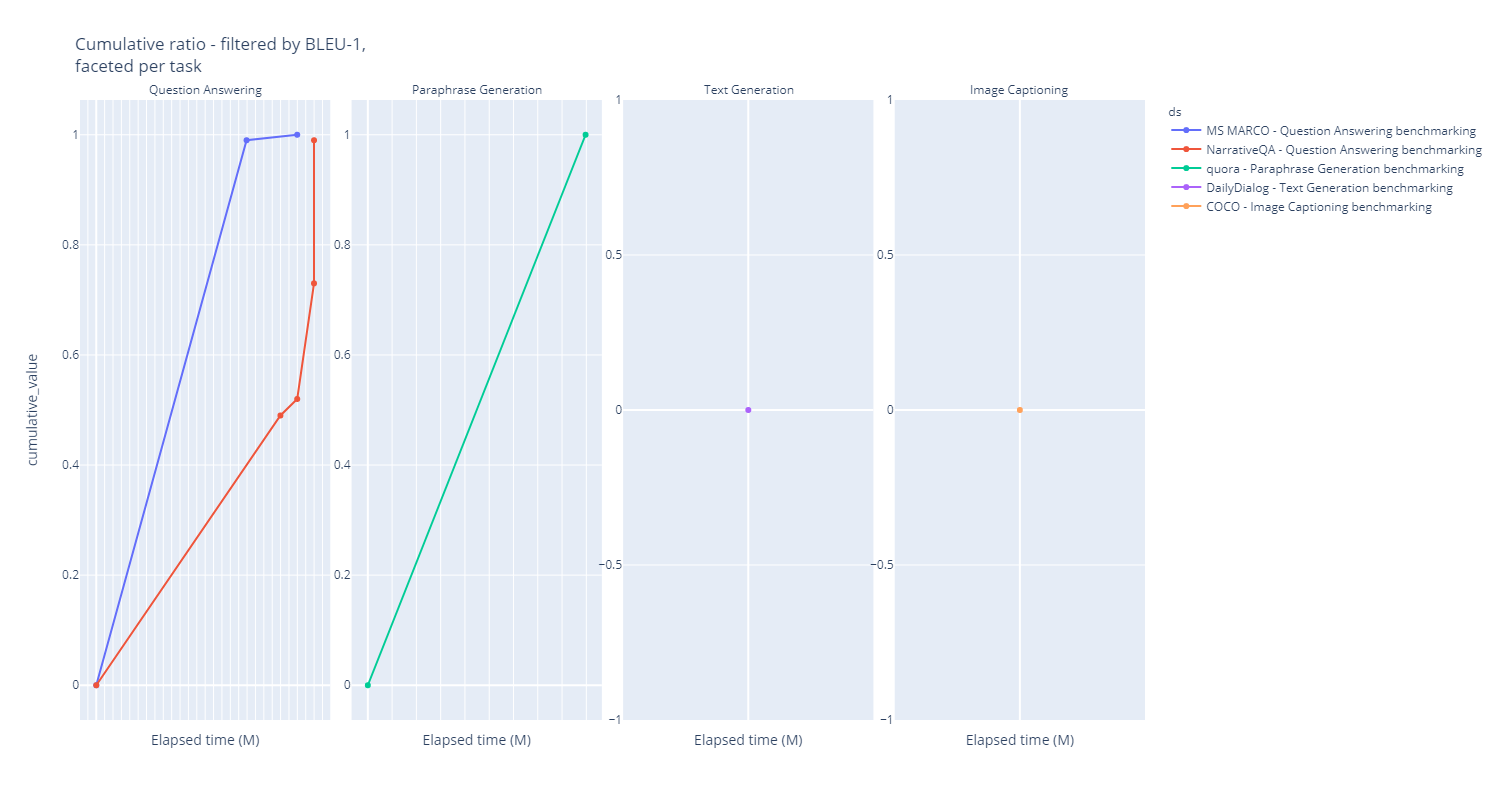 Cumulative ratio - filtered by BLEU-1,
faceted per task
Question Answering
Paraphrase Generation
Text Generation
Image Captioning
cumulative_value
1
0.8
0.6
0.4
0.2
0
1
0.8
0.6
0.4
0.2
0
1
0.5
0
−0.5
−1
1
0.5
0
−0.5
−1
Elapsed time (M)
Elapsed time (M)
Elapsed time (M)
Elapsed time (M)
ds
MS MARCO - Question Answering benchmarking
NarrativeQA - Question Answering benchmarking
quora - Paraphrase Generation benchmarking
DailyDialog - Text Generation benchmarking
COCO - Image Captioning benchmarking